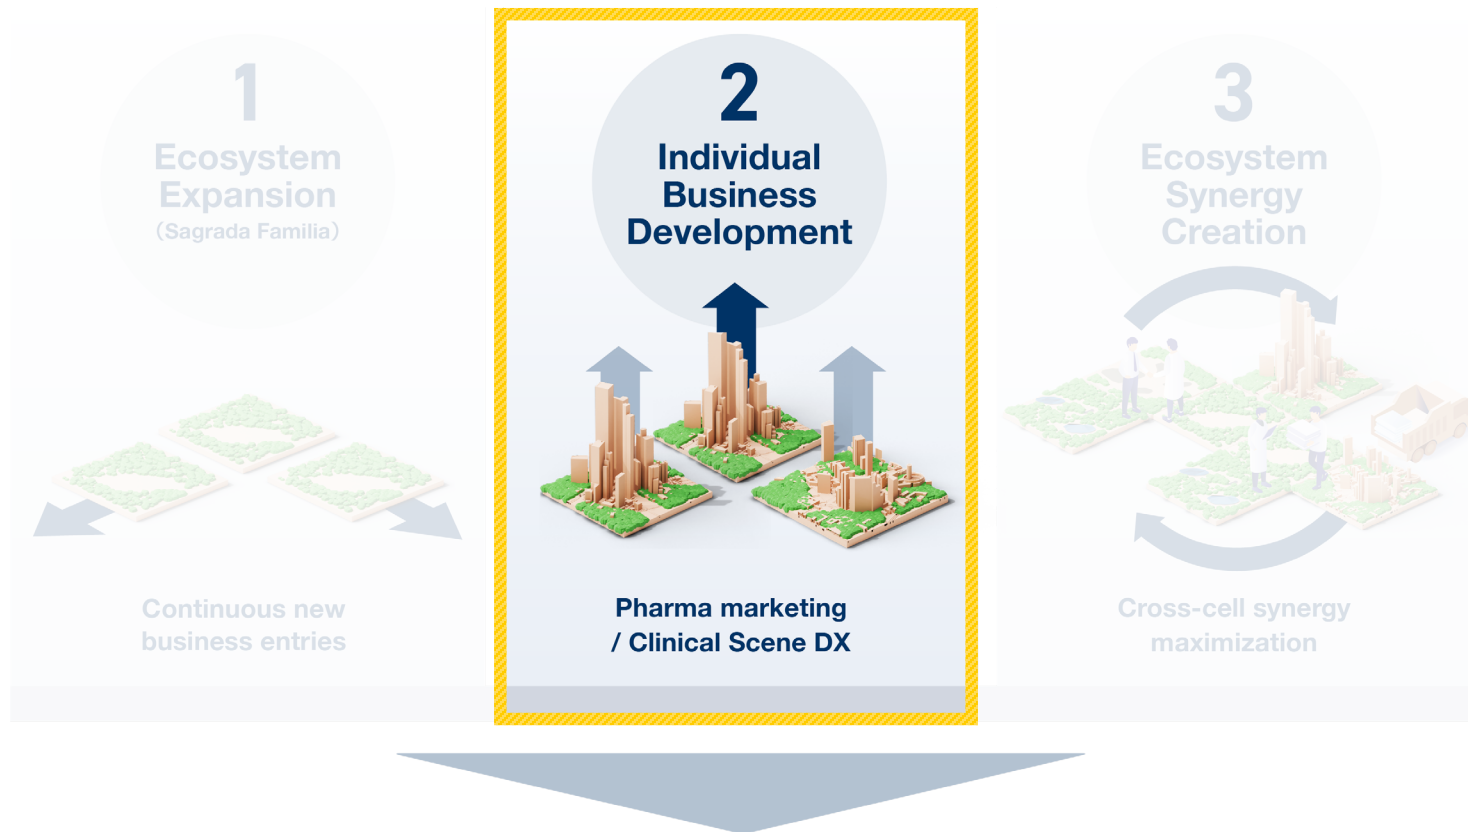 1
Ecosystem
Expansion
(Sagrada Familia)
Continuous new
business entries
2
Individual
Business
Development
Pharma marketing
/ Clinical Scene DX
3
Ecosystem
Synergy
Creation
Cross-cell synergy
maximization